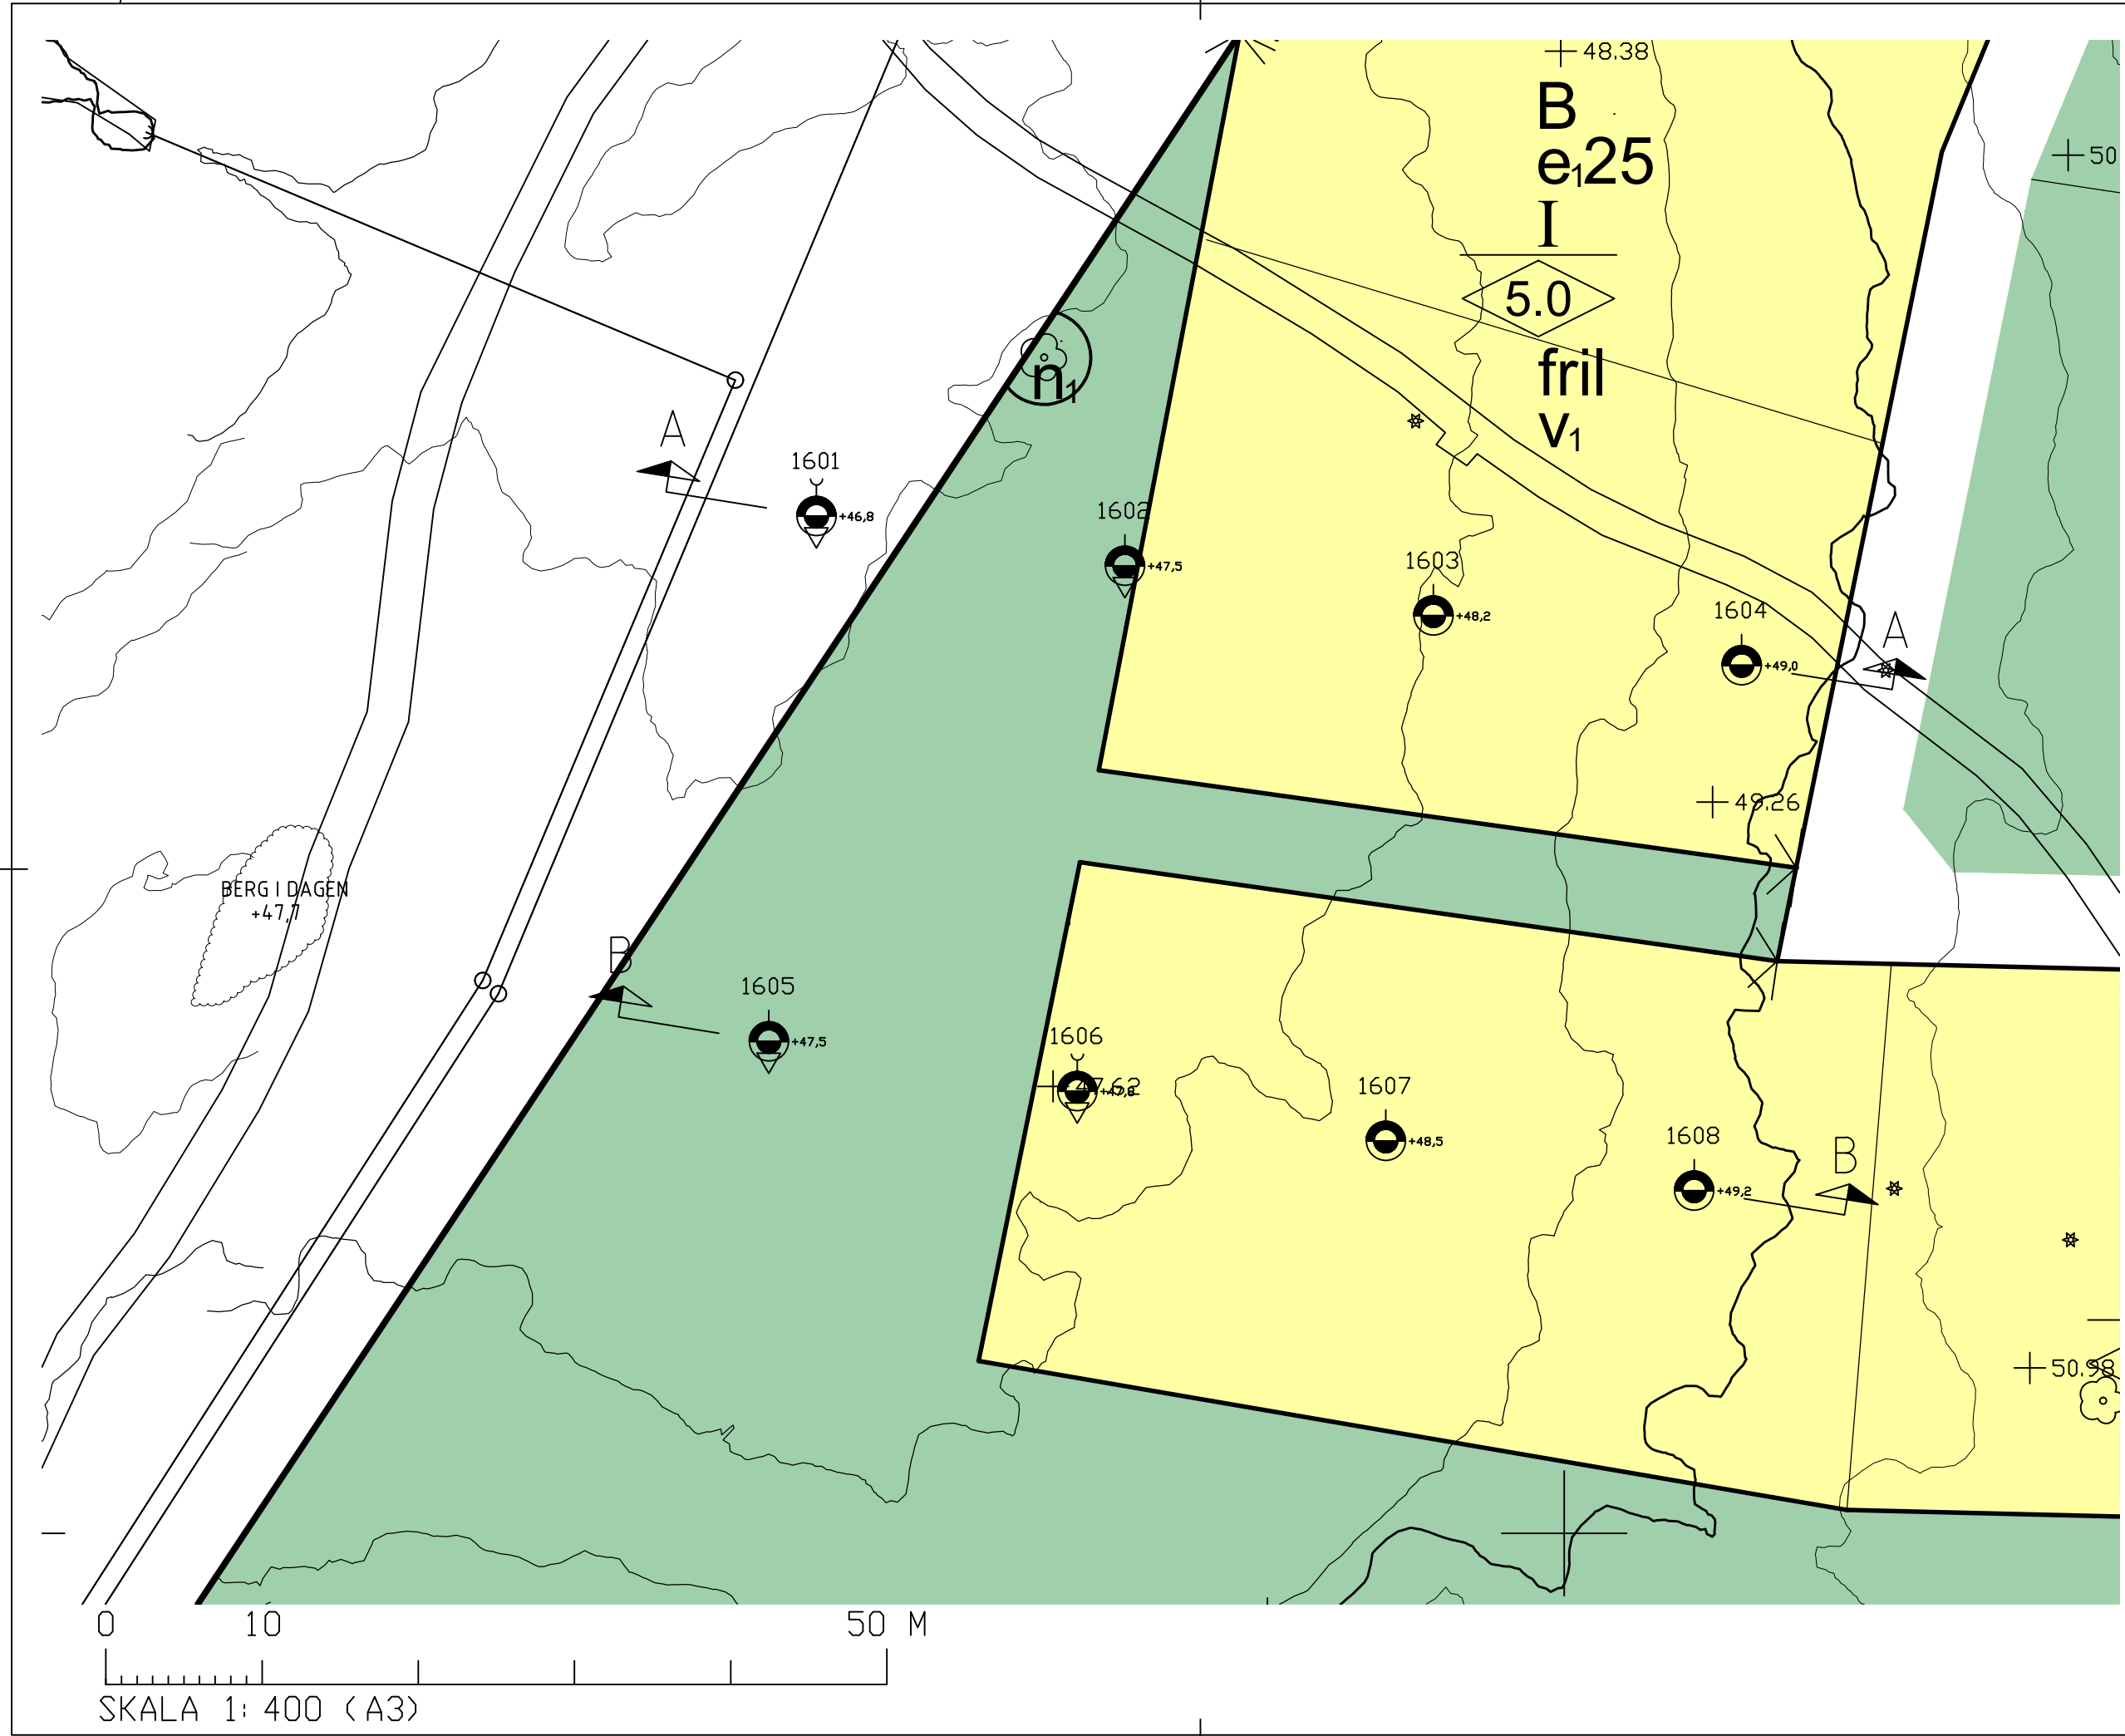 48.38
B
e₁25
I
50
5.0
fril
v₁
n₁
A
1601
+46,8
1602
+47,5
1603
+48,2
1604
+49,0
A
49.26
BERG I DAGEN
+47,7
B
1605
+47,5
1606
47.62
1607
+48,5
1608
+49,2
B
50.98
0 10 50 M
SKALA 1:400 (A3)